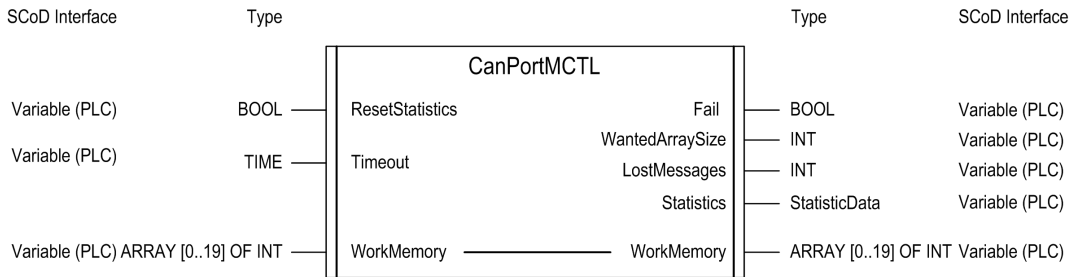 SCoD Interface Type Type SCoD Interface
CanPortMCTL
Variable (PLC) BOOL ResetStatistics Fail BOOL Variable (PLC)
WantedArraySize INT Variable (PLC)
Variable (PLC) TIME Timeout LostMessages INT Variable (PLC)
Statistics StatisticData Variable (PLC)
Variable (PLC) ARRAY [0..19] OF INT WorkMemory WorkMemory ARRAY [0..19] OF INT Variable (PLC)